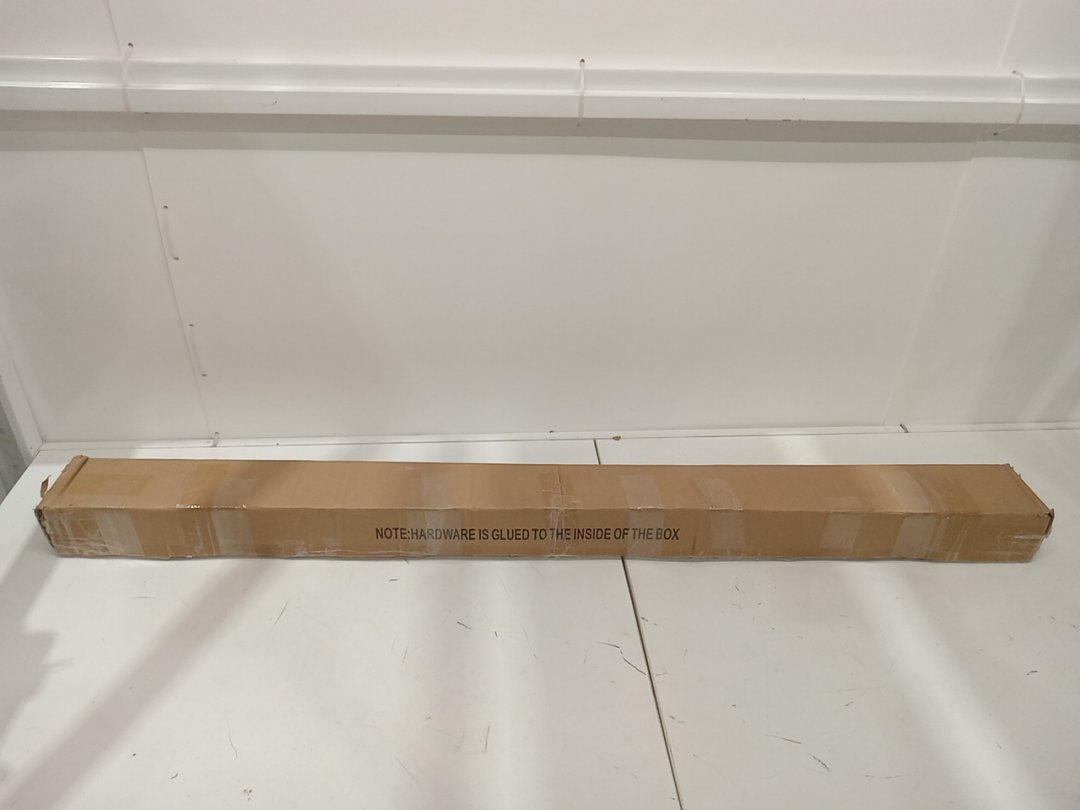 NOTE:HARDWARE IS GLUED TO THE INSIDE OF THE BOX